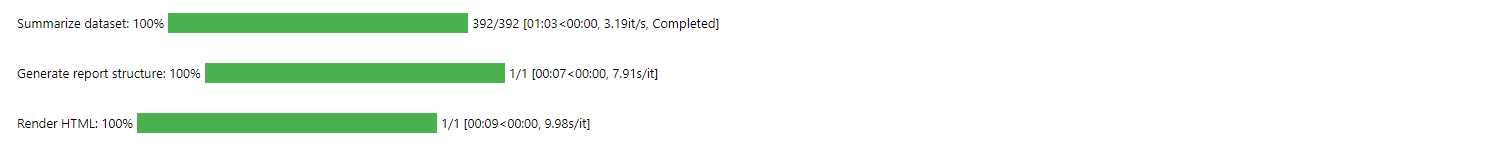 Summarize dataset: 100% 392/392 [01:03<00:00, 3.19it/s, Completed]
Generate report structure: 100% 1/1 [00:07<00:00, 7.91s/it]
Render HTML: 100% 1/1 [00:09<00:00, 9.98s/it]